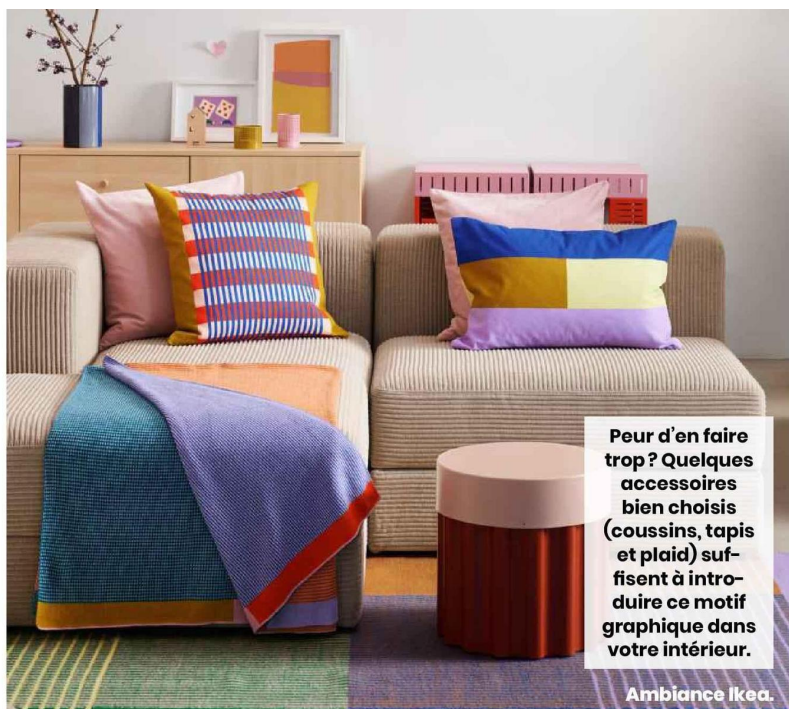 Peur d'en faire
trop ? Quelques
accessoires
bien choisis
(coussins, tapis
et plaid) suf-
fisent à intro-
duire ce motif
graphique dans
votre intérieur.
Ambiance Ikea.